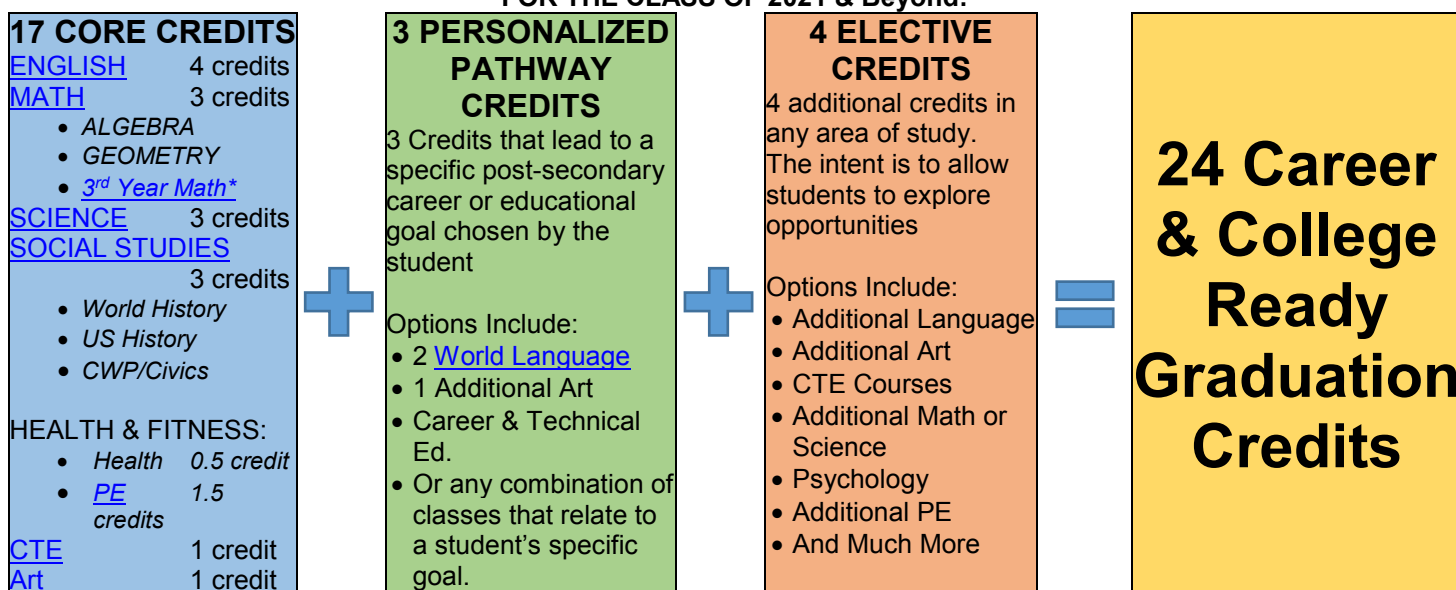 FOR THE CLASS OF 2021 & Beyond:
17 CORE CREDITS
ENGLISH 4 credits
MATH 3 credits
• ALGEBRA
• GEOMETRY
• 3rd Year Math*
SCIENCE 3 credits
SOCIAL STUDIES
3 credits
• World History
• US History
• CWP/Civics
HEALTH & FITNESS:
• Health 0.5 credit
• PE 1.5
credits
CTE 1 credit
Art 1 credit
3 PERSONALIZED
PATHWAY
CREDITS
3 Credits that lead to a
specific post-secondary
career or educational
goal chosen by the
student
Options Include:
• 2 World Language
• 1 Additional Art
• Career & Technical
Ed.
• Or any combination of
classes that relate to
a student’s specific
goal.
4 ELECTIVE
CREDITS
4 additional credits in
any area of study.
The intent is to allow
students to explore
opportunities
Options Include:
• Additional Language
• Additional Art
• CTE Courses
• Additional Math or
Science
• Psychology
• Additional PE
• And Much More
24 Career
& College
Ready
Graduation
Credits